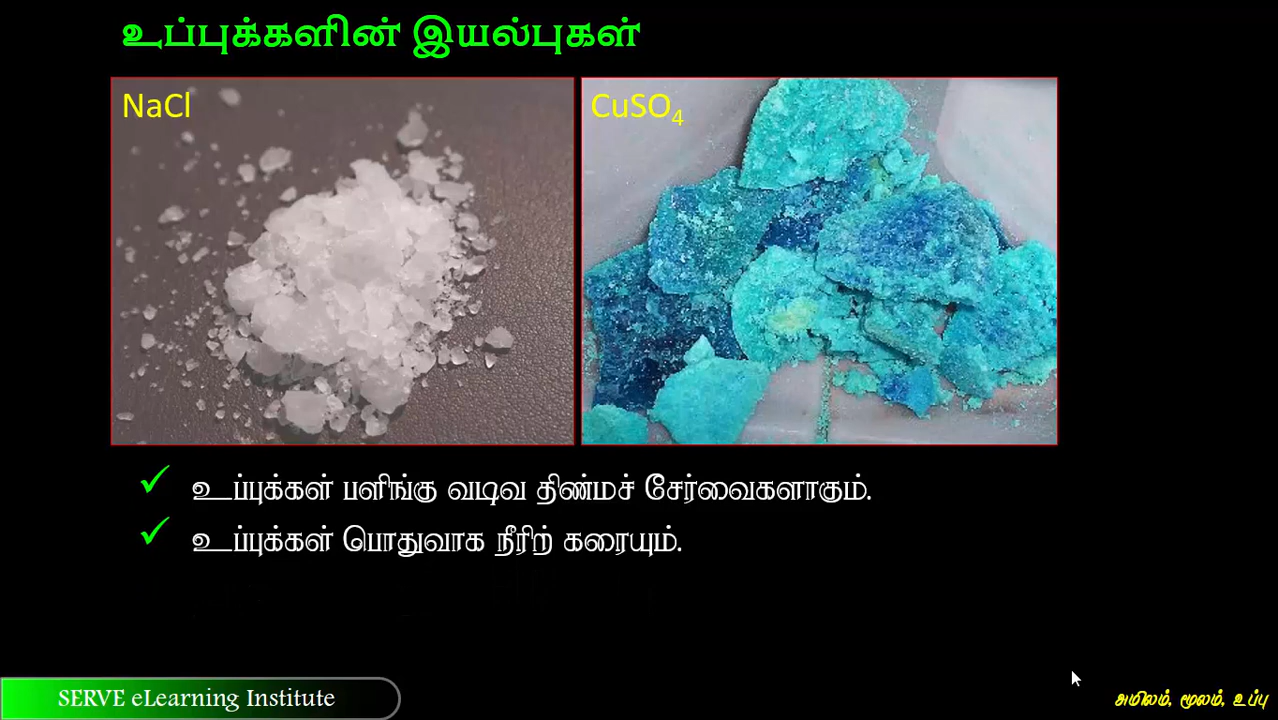 உப்புக்களின் இயல்புகள்
NaCl
CuSO₄
✓ உப்புக்கள் பளிங்கு வடிவ திண்மச் சேர்வைகளாகும்.
✓ உப்புக்கள் பொதுவாக நீரிற் கரையும்.
SERVE eLearning Institute
அமிலம், மூலம், உப்பு